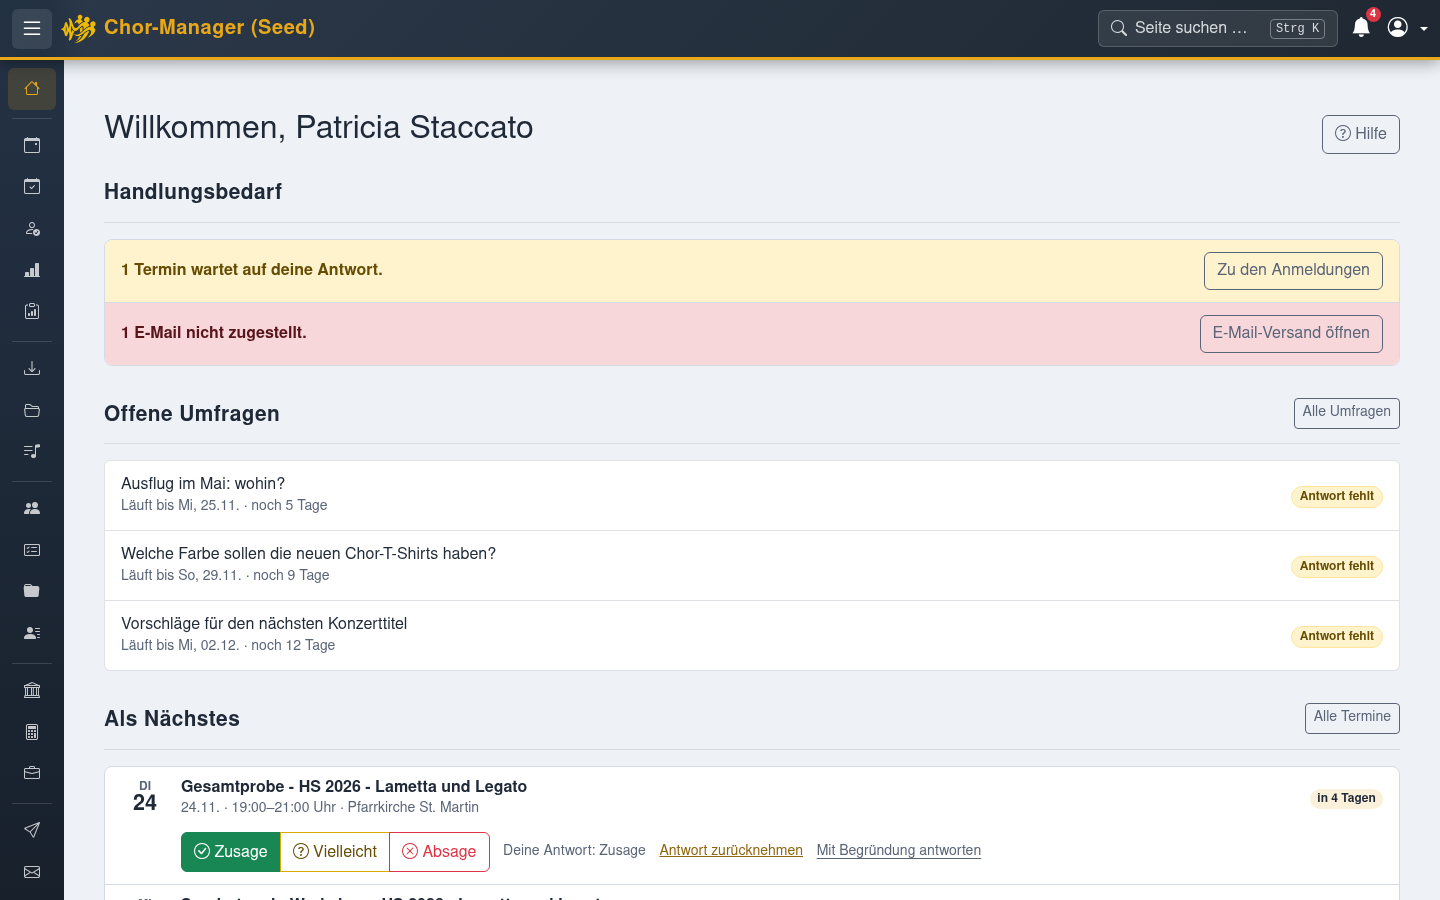 Chor-Manager (Seed)
Seite suchen …
Strg K
4
Willkommen, Patricia Staccato
Hilfe
Handlungsbedarf
1 Termin wartet auf deine Antwort.
Zu den Anmeldungen
1 E-Mail nicht zugestellt.
E-Mail-Versand öffnen
Offene Umfragen
Alle Umfragen
Ausflug im Mai: wohin?
Läuft bis Mi, 25.11. · noch 5 Tage
Antwort fehlt
Welche Farbe sollen die neuen Chor-T-Shirts haben?
Läuft bis So, 29.11. · noch 9 Tage
Antwort fehlt
Vorschläge für den nächsten Konzerttitel
Läuft bis Mi, 02.12. · noch 12 Tage
Antwort fehlt
Als Nächstes
Alle Termine
DI
24
Gesamtprobe - HS 2026 - Lametta und Legato
24.11. · 19:00–21:00 Uhr · Pfarrkirche St. Martin
in 4 Tagen
Zusage
Vielleicht
Absage
Deine Antwort: Zusage
Antwort zurücknehmen
Mit Begründung antworten